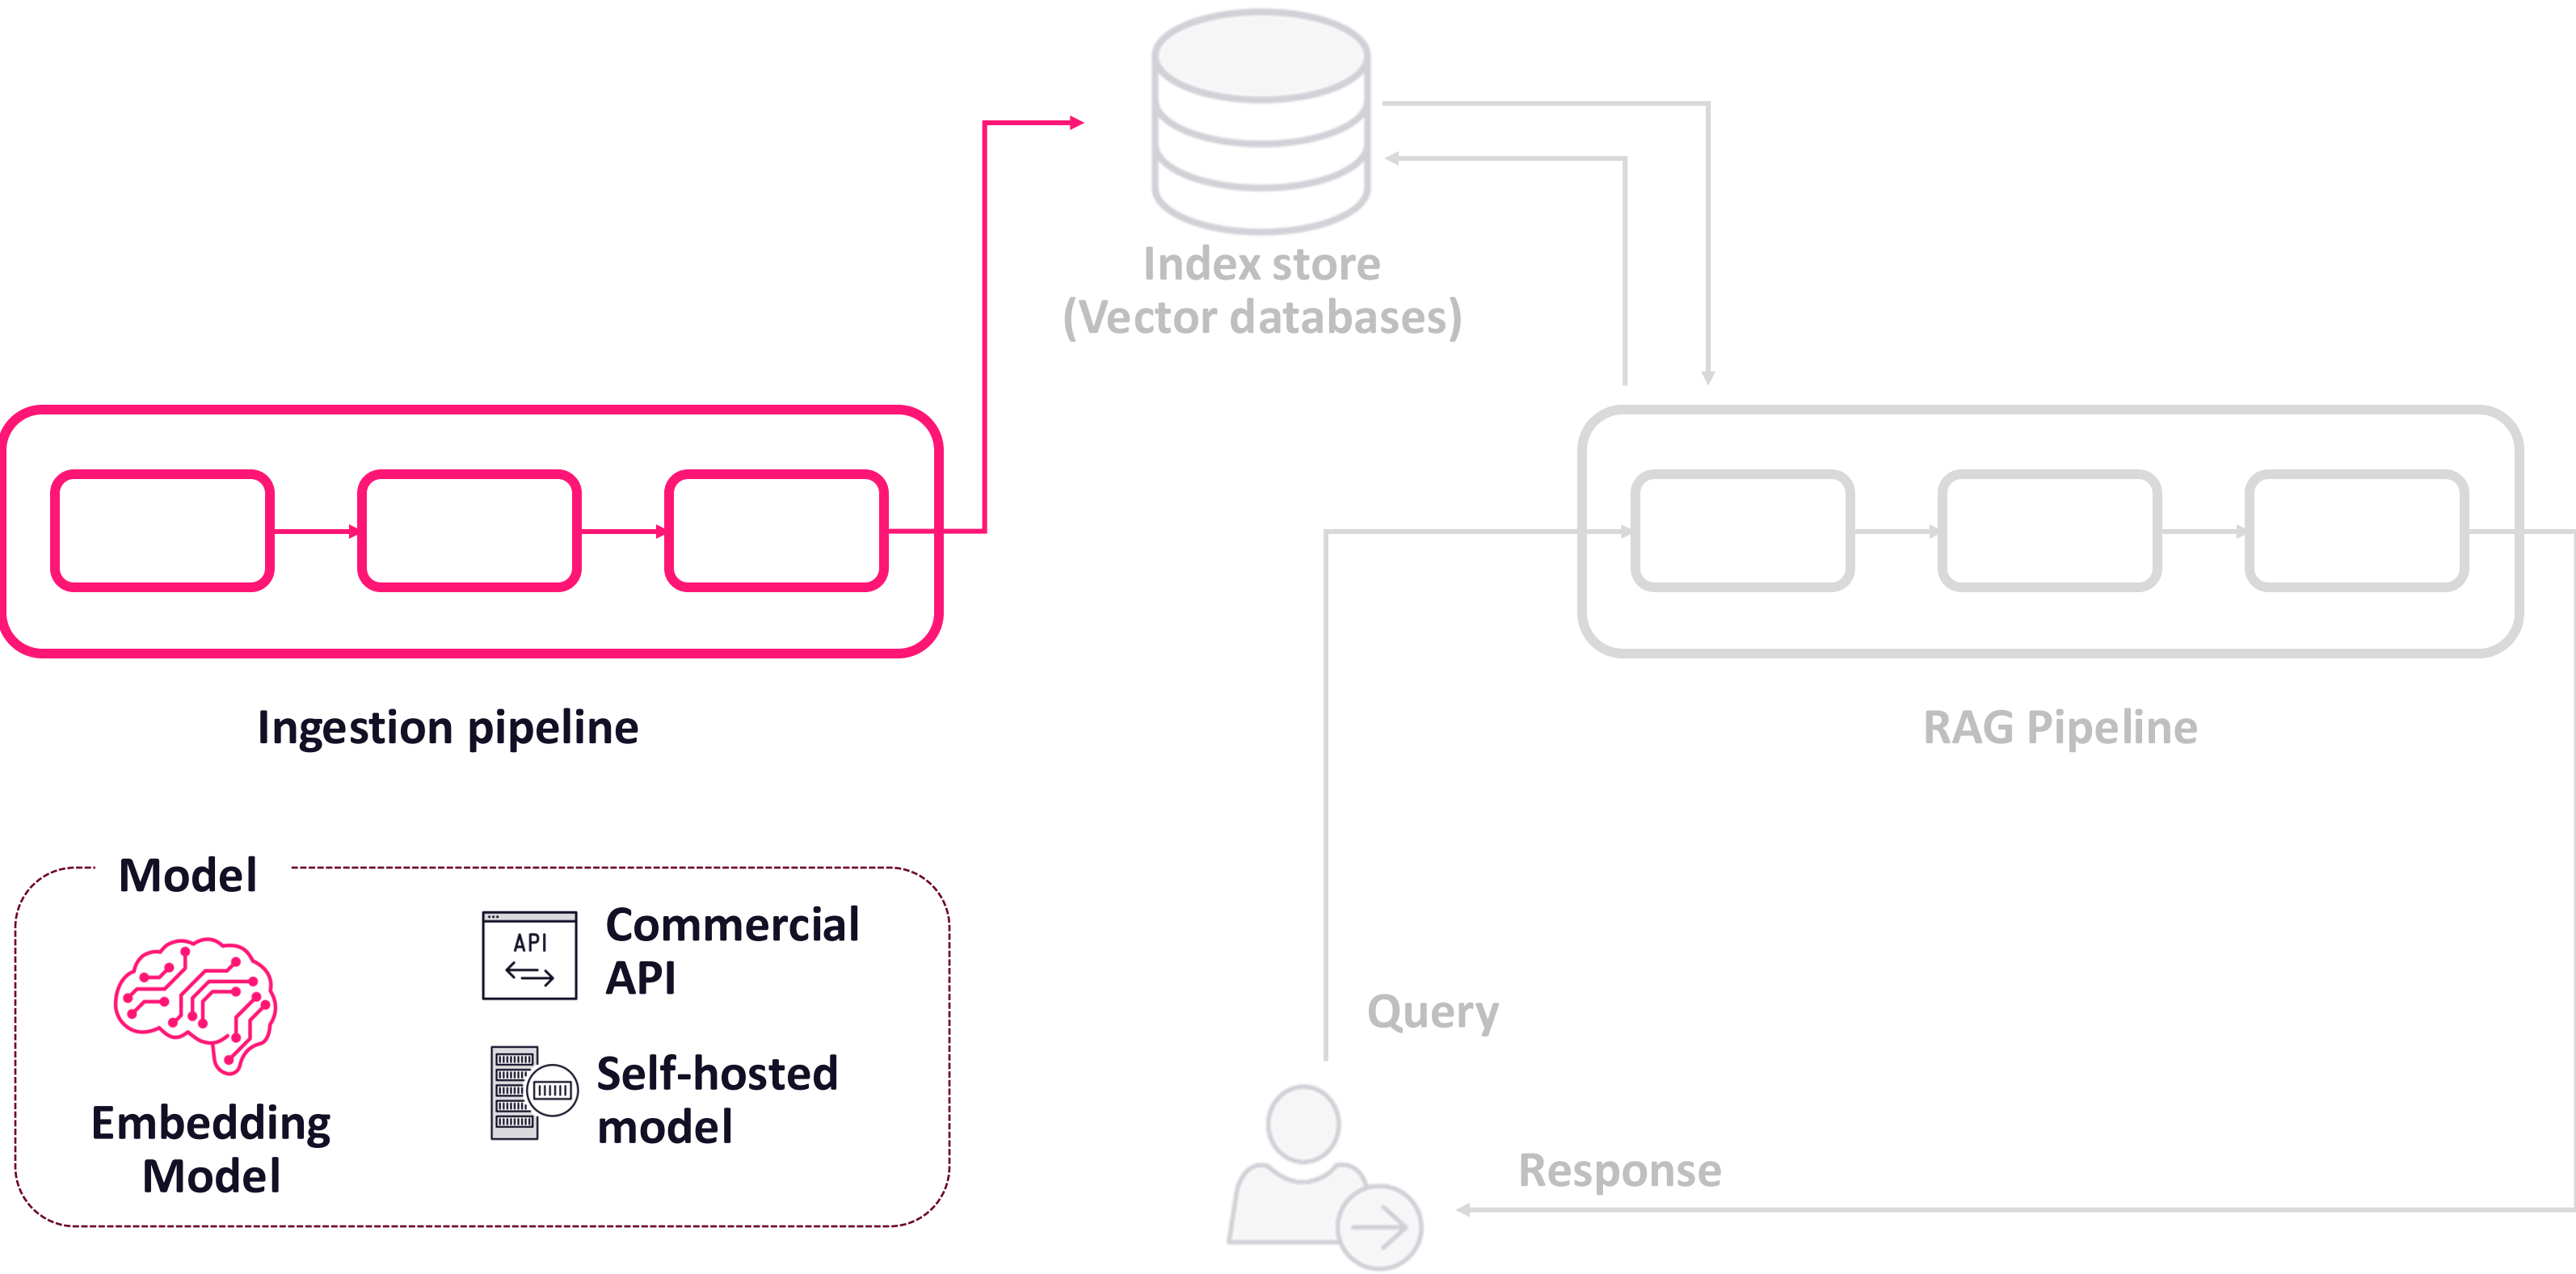 Index store
(Vector databases)
Ingestion pipeline
RAG Pipeline
Model
API
Commercial
API
Embedding
Model
Self-hosted
model
Query
Response